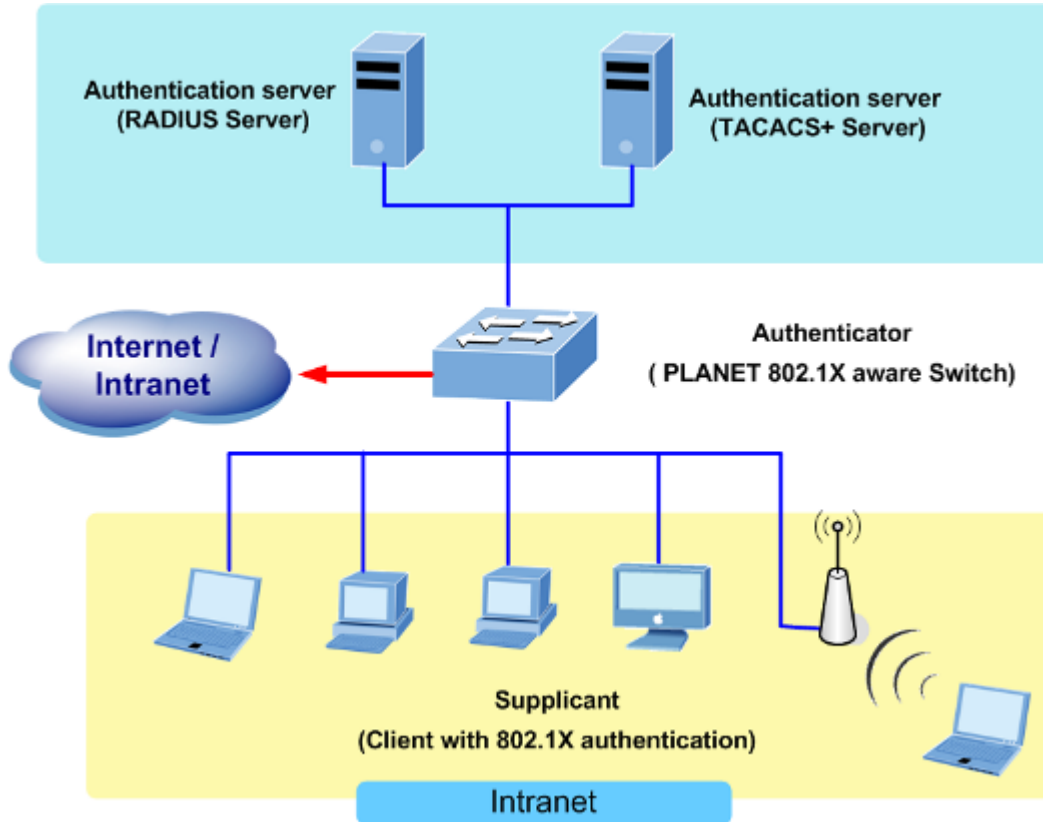 Authentication server
(RADIUS Server)
Authentication server
(TACACS+ Server)
Internet /
Intranet
Authenticator
( PLANET 802.1X aware Switch)
Supplicant
(Client with 802.1X authentication)
Intranet